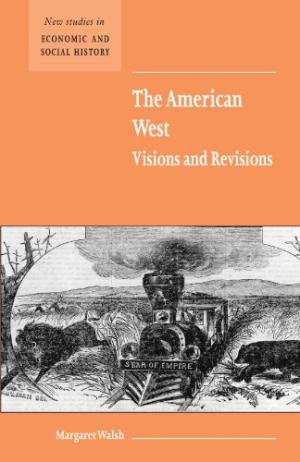 New studies in
ECONOMIC AND
SOCIAL HISTORY
The American
West
Visions and Revisions
STAR OF EMPIRE
Margaret Walsh